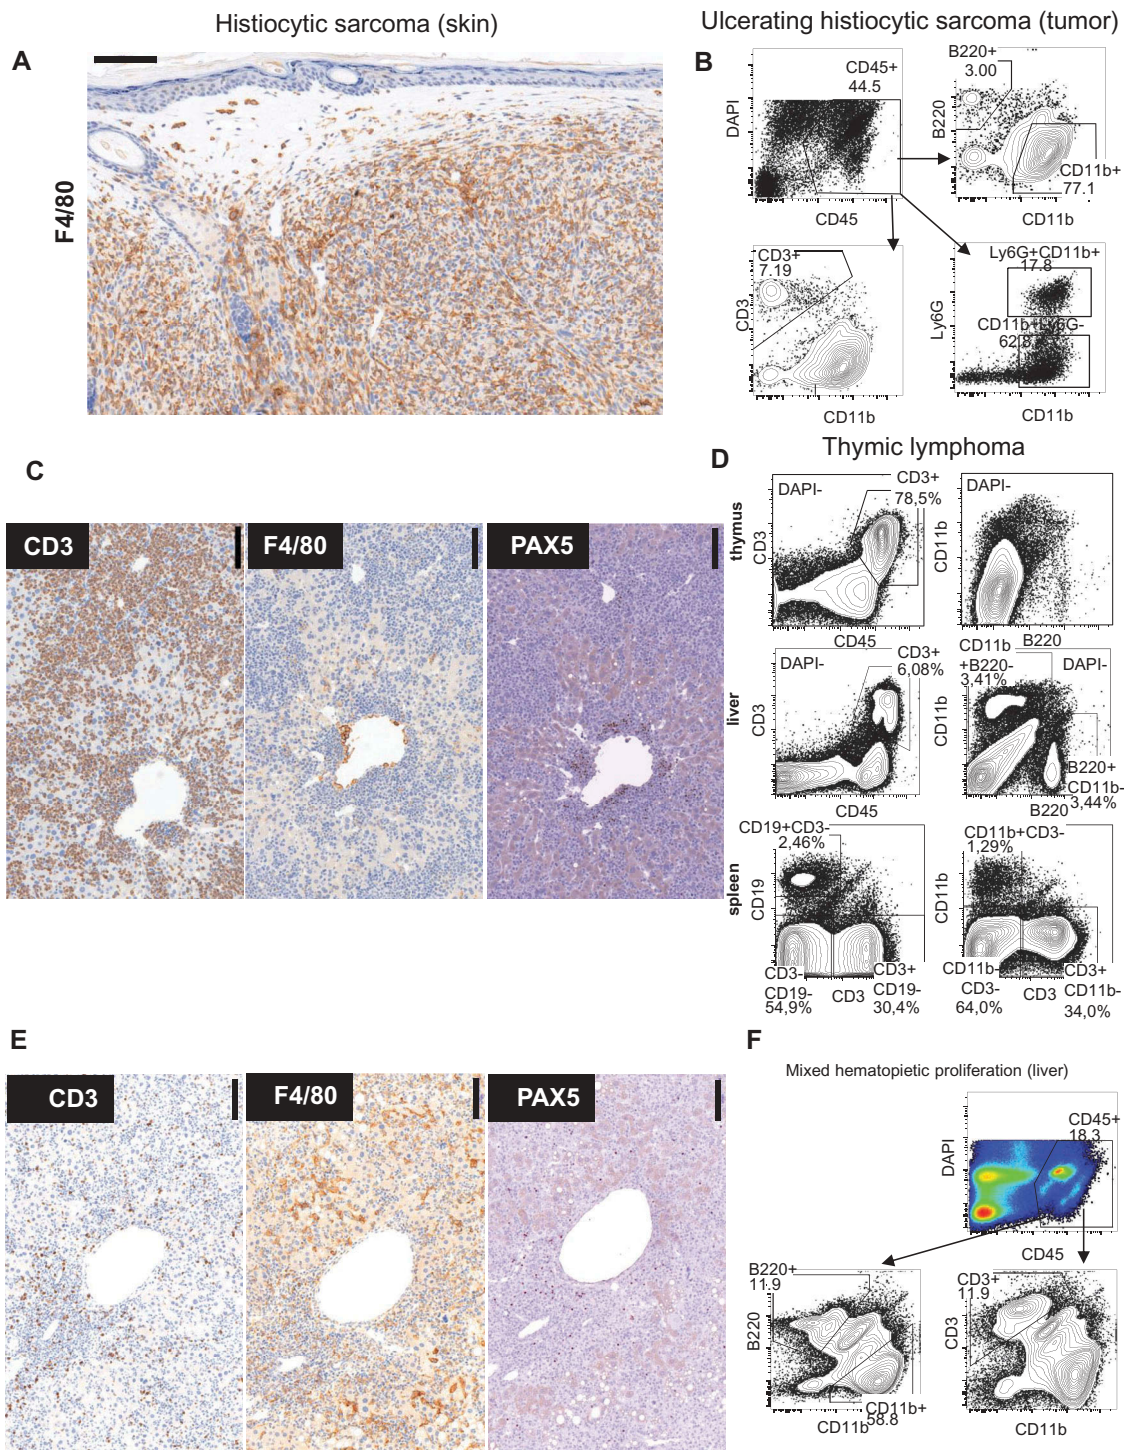 Histiocytic sarcoma (skin)
Ulcerating histiocytic sarcoma (tumor)
A
F4/80
B
CD45+
44.5
DAPI
CD45
B220+
3.00
B220
CD11b+
77.1
CD11b
CD3+
7.19
CD3
CD11b
Ly6G+CD11b+
17.8
CD11b+Ly6G-
62.8
Ly6G
CD11b
C
CD3
F4/80
PAX5
Thymic lymphoma
D
thymus
DAPI-
CD3+
78,5%
CD3
CD45
DAPI-
CD11b
B220
liver
DAPI-
CD3+
6,08%
CD3
CD45
CD11b
+B220-
3,41%
DAPI-
CD11b
B220+
CD11b-
3,44%
B220
spleen
CD19+CD3-
2,46%
CD19
CD3-
CD19-
54,9%
CD3
CD3+
CD19-
30,4%
CD11b+CD3-
1,29%
CD11b
CD11b-
CD3-
64,0%
CD3
CD3+
CD11b-
34,0%
E
CD3
F4/80
PAX5
F
Mixed hematopietic proliferation (liver)
CD45+
18.3
DAPI
CD45
B220+
11.9
B220
CD11b+
58.8
CD11b
CD3+
11.9
CD3
CD11b